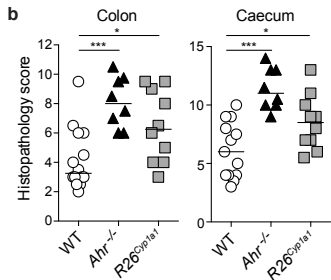 b
Colon
Caecum
*
*
***
***
Histopathology score
12
10
8
6
4
2
0
15
10
5
0
WT
Ahr-/-
R26Cyp1a1
WT
Ahr-/-
R26Cyp1a1